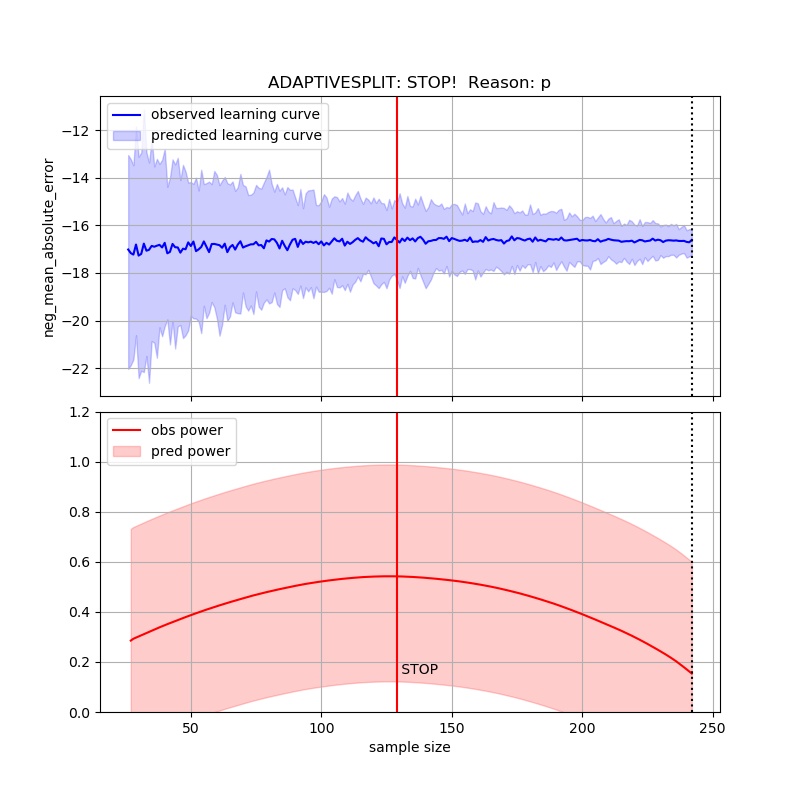 ADAPTIVESPLIT: STOP!  Reason: p
observed learning curve
predicted learning curve
neg_mean_absolute_error
−12
−14
−16
−18
−20
−22
obs power
pred power
1.2
1.0
0.8
0.6
0.4
0.2
0.0
STOP
50
100
150
200
250
sample size